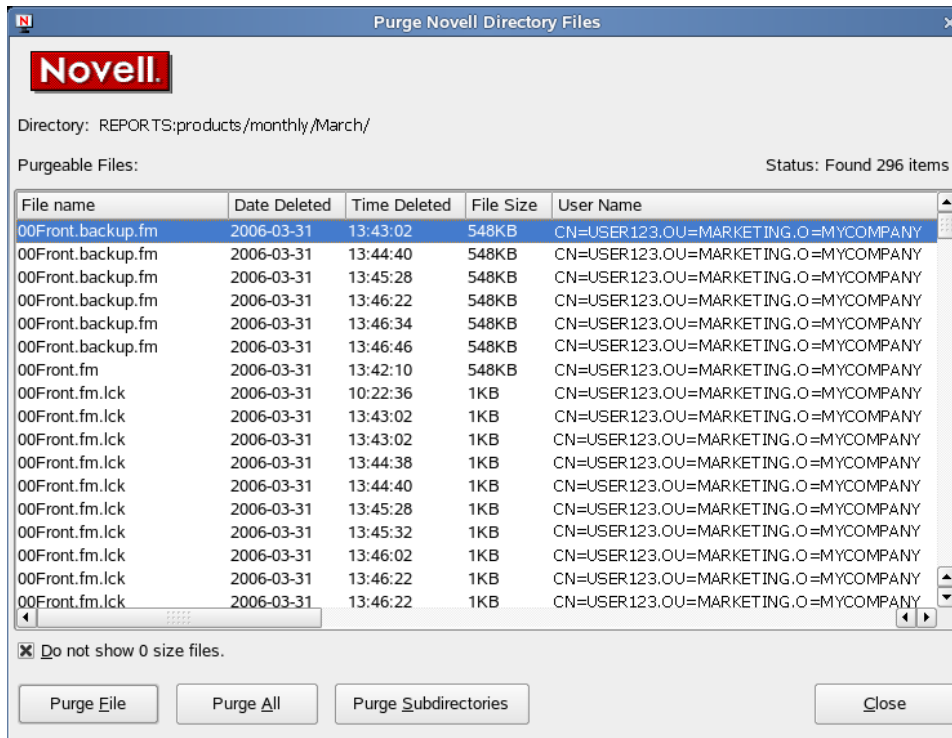 N Purge Novell Directory Files
Novell.
Directory: REPORTS:products/monthly/March/
Purgeable Files: Status: Found 296 items
File name Date Deleted Time Deleted File Size User Name
00Front.backup.fm 2006-03-31 13:43:02 548KB CN=USER123.OU=MARKETING.O=MYCOMPANY
00Front.backup.fm 2006-03-31 13:44:40 548KB CN=USER123.OU=MARKETING.O=MYCOMPANY
00Front.backup.fm 2006-03-31 13:45:28 548KB CN=USER123.OU=MARKETING.O=MYCOMPANY
00Front.backup.fm 2006-03-31 13:46:22 548KB CN=USER123.OU=MARKETING.O=MYCOMPANY
00Front.backup.fm 2006-03-31 13:46:34 548KB CN=USER123.OU=MARKETING.O=MYCOMPANY
00Front.backup.fm 2006-03-31 13:46:46 548KB CN=USER123.OU=MARKETING.O=MYCOMPANY
00Front.fm 2006-03-31 13:42:10 548KB CN=USER123.OU=MARKETING.O=MYCOMPANY
00Front.fm.lck 2006-03-31 10:22:36 1KB CN=USER123.OU=MARKETING.O=MYCOMPANY
00Front.fm.lck 2006-03-31 13:43:02 1KB CN=USER123.OU=MARKETING.O=MYCOMPANY
00Front.fm.lck 2006-03-31 13:43:02 1KB CN=USER123.OU=MARKETING.O=MYCOMPANY
00Front.fm.lck 2006-03-31 13:44:38 1KB CN=USER123.OU=MARKETING.O=MYCOMPANY
00Front.fm.lck 2006-03-31 13:44:40 1KB CN=USER123.OU=MARKETING.O=MYCOMPANY
00Front.fm.lck 2006-03-31 13:45:28 1KB CN=USER123.OU=MARKETING.O=MYCOMPANY
00Front.fm.lck 2006-03-31 13:45:32 1KB CN=USER123.OU=MARKETING.O=MYCOMPANY
00Front.fm.lck 2006-03-31 13:46:02 1KB CN=USER123.OU=MARKETING.O=MYCOMPANY
00Front.fm.lck 2006-03-31 13:46:22 1KB CN=USER123.OU=MARKETING.O=MYCOMPANY
00Front.fm.lck 2006-03-31 13:46:22 1KB CN=USER123.OU=MARKETING.O=MYCOMPANY
Do not show 0 size files.
Purge File Purge All Purge Subdirectories Close